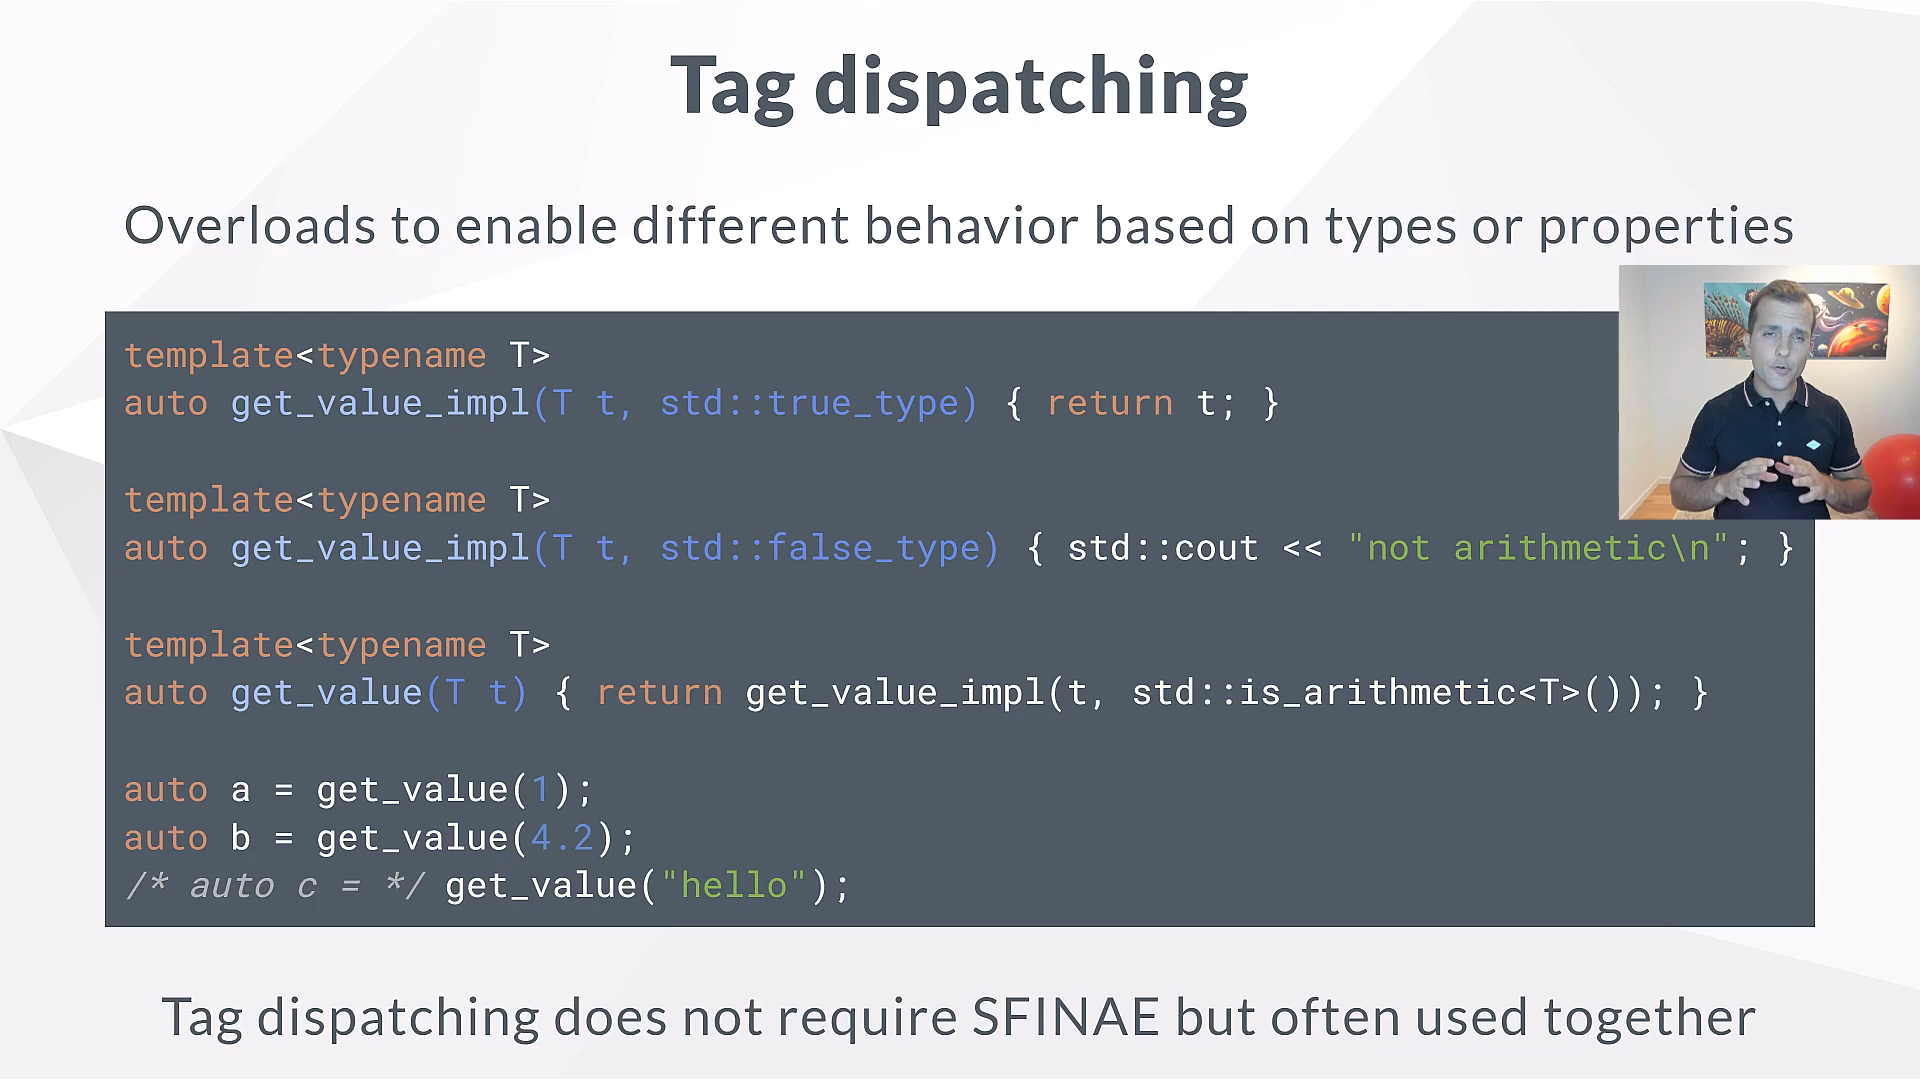 Tag dispatching
Overloads to enable different behavior based on types or properties
template<typename T>
auto get_value_impl(T t, std::true_type) { return t; }
template<typename T>
auto get_value_impl(T t, std::false_type) { std::cout << "not arithmetic\n"; }
template<typename T>
auto get_value(T t) { return get_value_impl(t, std::is_arithmetic<T>()); }
auto a = get_value(1);
auto b = get_value(4.2);
/* auto c = */ get_value("hello");
Tag dispatching does not require SFINAE but often used together